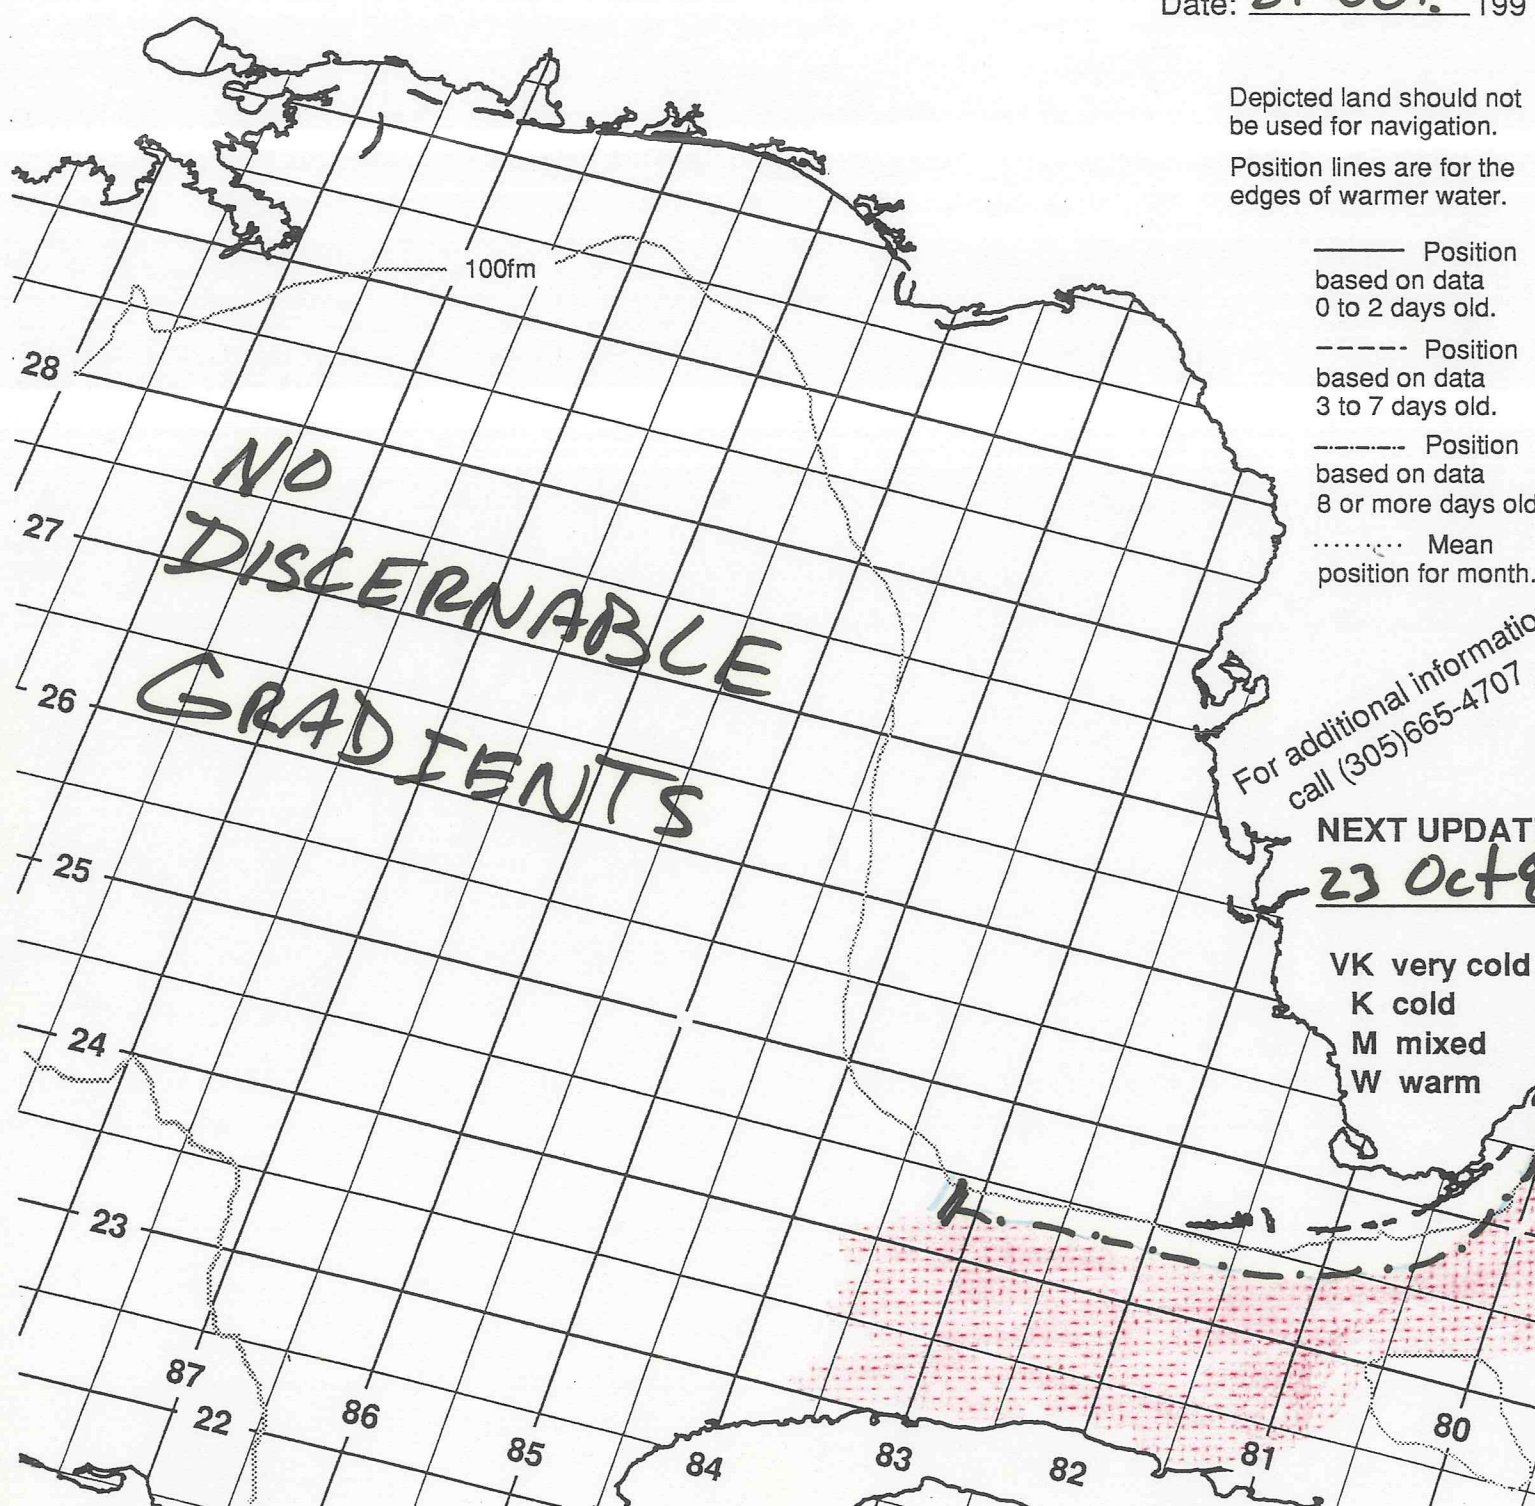 Date: 21 Oct. 199
Depicted land should not
be used for navigation.
Position lines are for the
edges of warmer water.
Position
based on data
0 to 2 days old.
Position
based on data
3 to 7 days old.
Position
based on data
8 or more days old
Mean
position for month.
For additional informatio
call (305)665-4707
NEXT UPDAT
23 Oct
VK very cold
K cold
M mixed
W warm
100fm
NO
DISCERNABLE
GRADIENTS
28
27
26
25
24
23
22
87
86
85
84
83
82
81
80